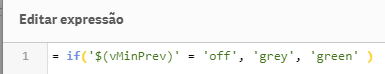 Editar expressão
1 = if('$(vMinPrev)' = 'off', 'grey', 'green' )